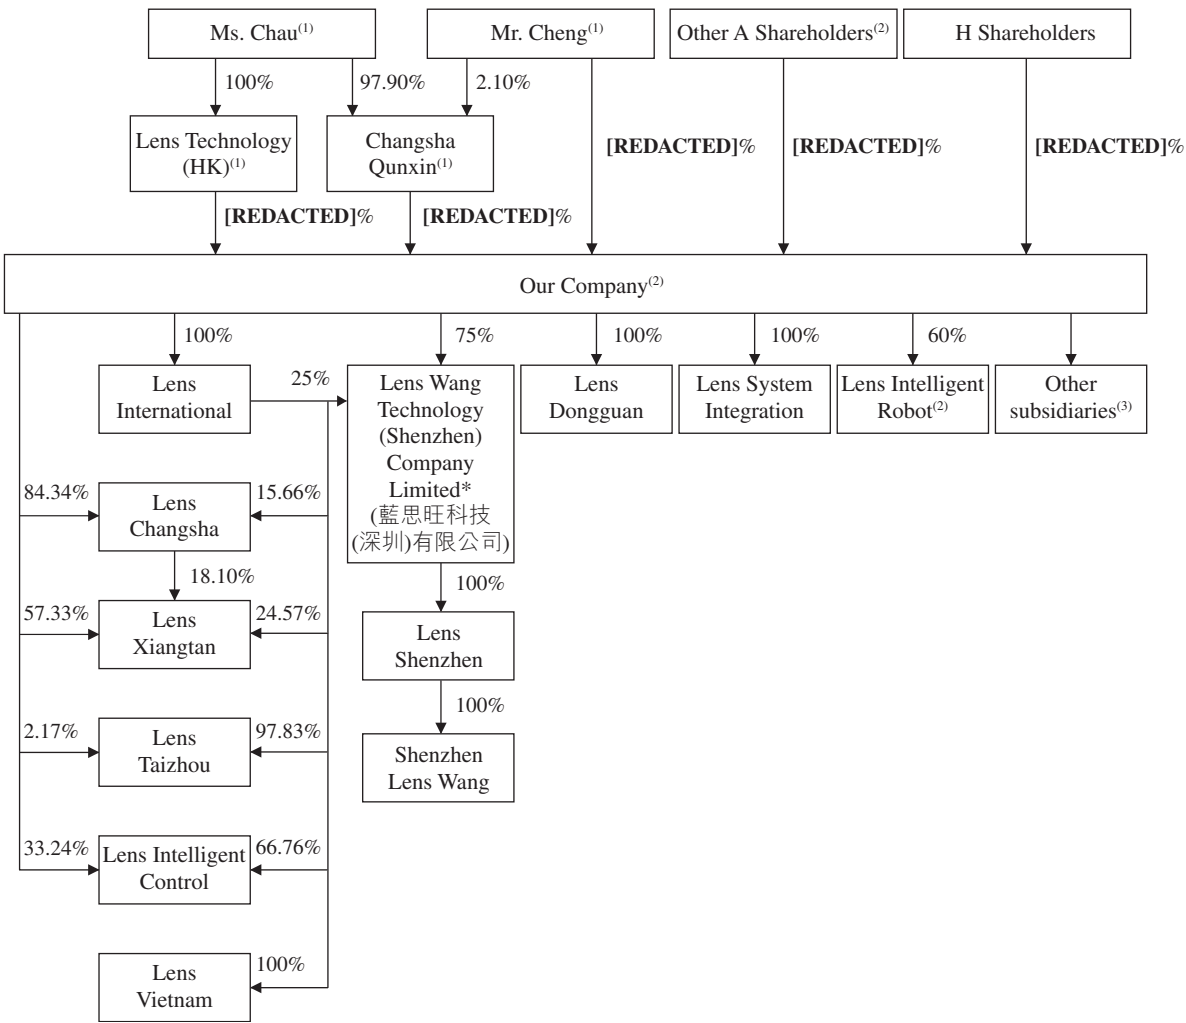 Ms. Chau(1)
Mr. Cheng(1)
Other A Shareholders(2)
H Shareholders
100%
97.90%
2.10%
Lens Technology
(HK)(1)
Changsha
Qunxin(1)
[REDACTED]%
[REDACTED]%
[REDACTED]%
[REDACTED]%
[REDACTED]%
Our Company(2)
100%
75%
100%
100%
60%
Lens
International
25%
Lens Wang
Technology
(Shenzhen)
Company
Limited*
(藍思旺科技
(深圳)有限公司)
Lens
Dongguan
Lens System
Integration
Lens Intelligent
Robot(2)
Other
subsidiaries(3)
84.34%
Lens
Changsha
15.66%
18.10%
100%
57.33%
Lens
Xiangtan
24.57%
Lens
Shenzhen
100%
2.17%
Lens
Taizhou
97.83%
Shenzhen
Lens Wang
33.24%
Lens Intelligent
Control
66.76%
Lens
Vietnam
100%